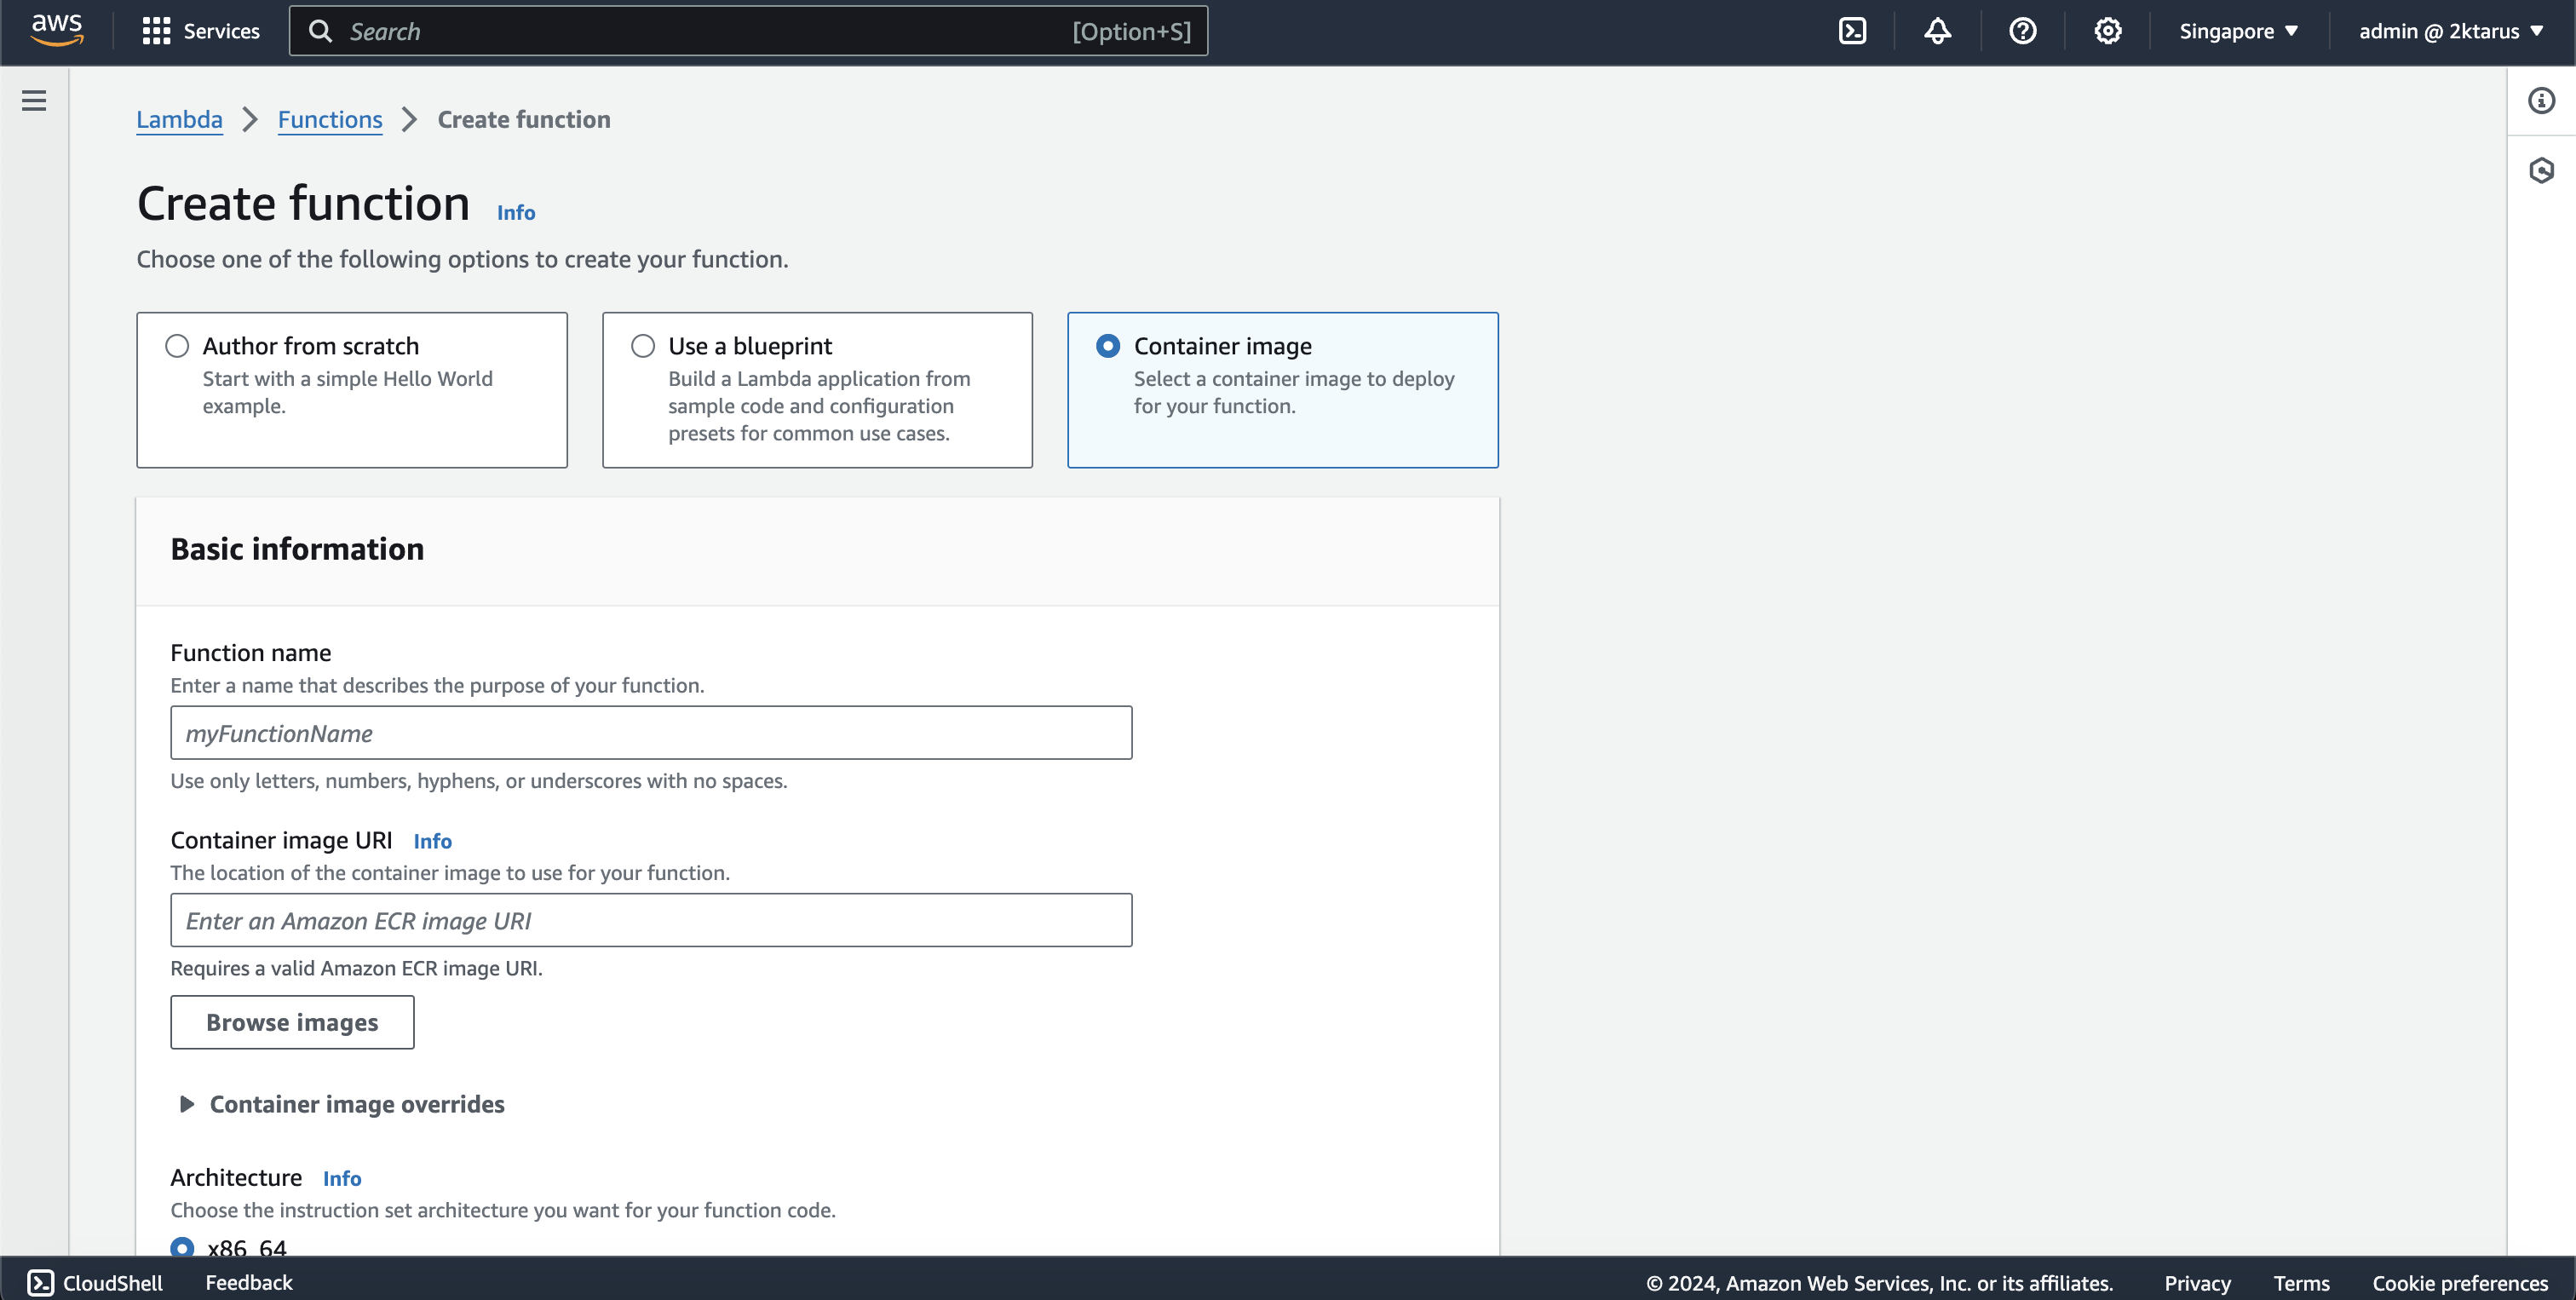 aws
Services
Search
[Option+S]
Singapore
admin @ 2ktarus
Lambda
Functions
Create function
Create function
Info
Choose one of the following options to create your function.
Author from scratch
Start with a simple Hello World
example.
Use a blueprint
Build a Lambda application from
sample code and configuration
presets for common use cases.
Container image
Select a container image to deploy
for your function.
Basic information
Function name
Enter a name that describes the purpose of your function.
myFunctionName
Use only letters, numbers, hyphens, or underscores with no spaces.
Container image URI Info
The location of the container image to use for your function.
Enter an Amazon ECR image URI
Requires a valid Amazon ECR image URI.
Browse images
Container image overrides
Architecture Info
Choose the instruction set architecture you want for your function code.
x86_64
CloudShell
Feedback
© 2024, Amazon Web Services, Inc. or its affiliates.
Privacy
Terms
Cookie preferences